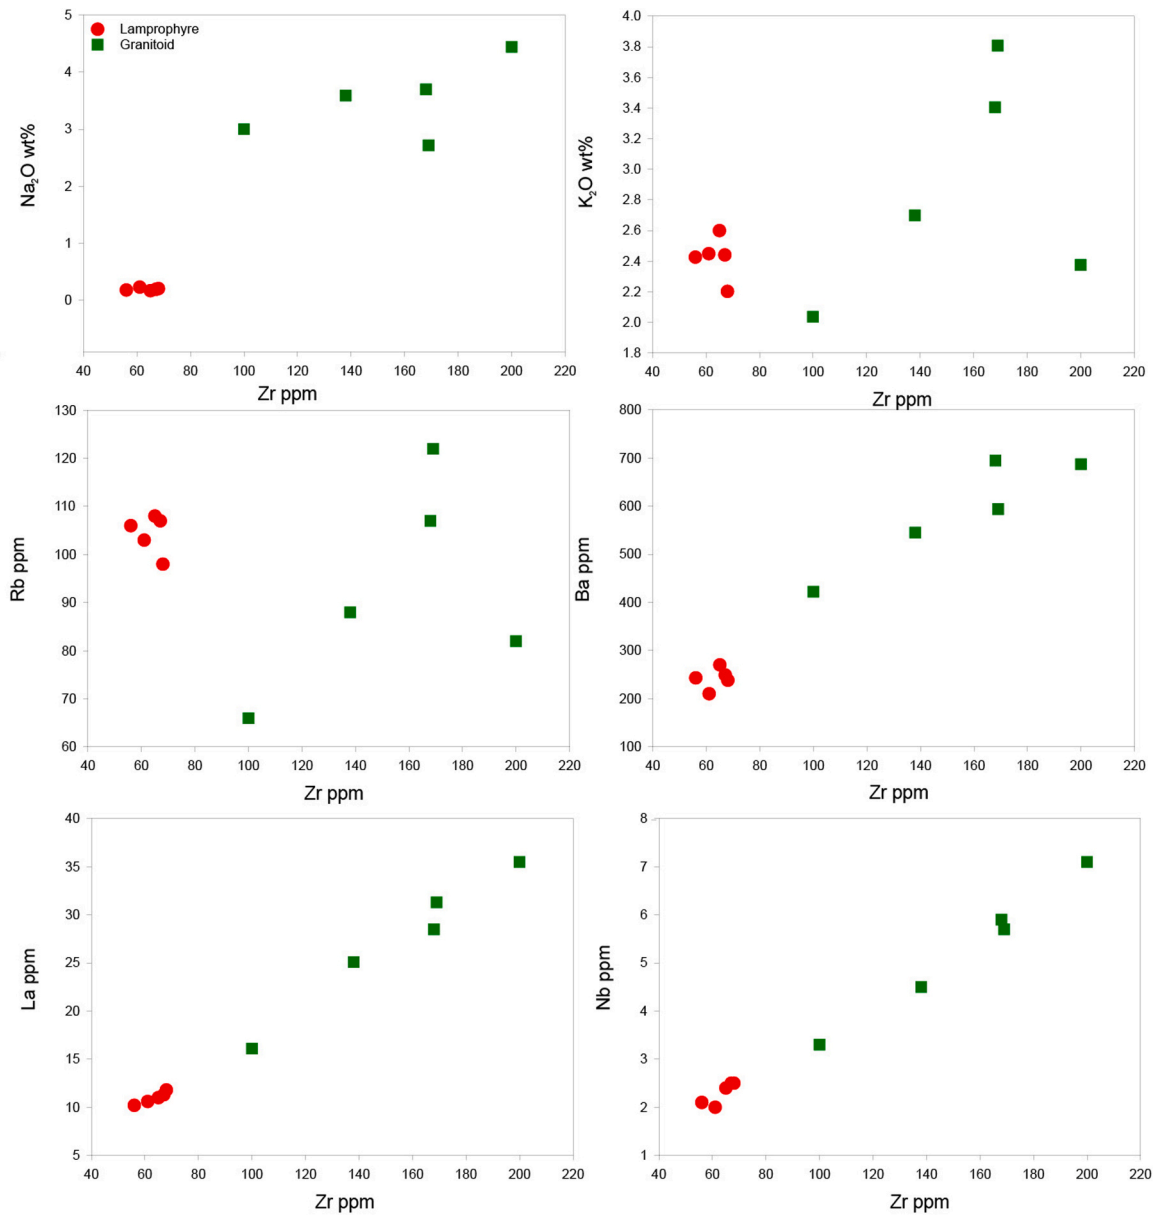 Lamprophyre
Granitoid
5
4
3
2
1
0
Na₂O wt%
40 60 80 100 120 140 160 180 200 220
Zr ppm
4.0
3.8
3.6
3.4
3.2
3.0
2.8
2.6
2.4
2.2
2.0
1.8
K₂O wt%
40 60 80 100 120 140 160 180 200 220
Zr ppm
130
120
110
100
90
80
70
60
Rb ppm
40 60 80 100 120 140 160 180 200 220
Zr ppm
800
700
600
500
400
300
200
100
Ba ppm
40 60 80 100 120 140 160 180 200 220
Zr ppm
40
35
30
25
20
15
10
5
La ppm
40 60 80 100 120 140 160 180 200 220
Zr ppm
8
7
6
5
4
3
2
1
Nb ppm
40 60 80 100 120 140 160 180 200 220
Zr ppm